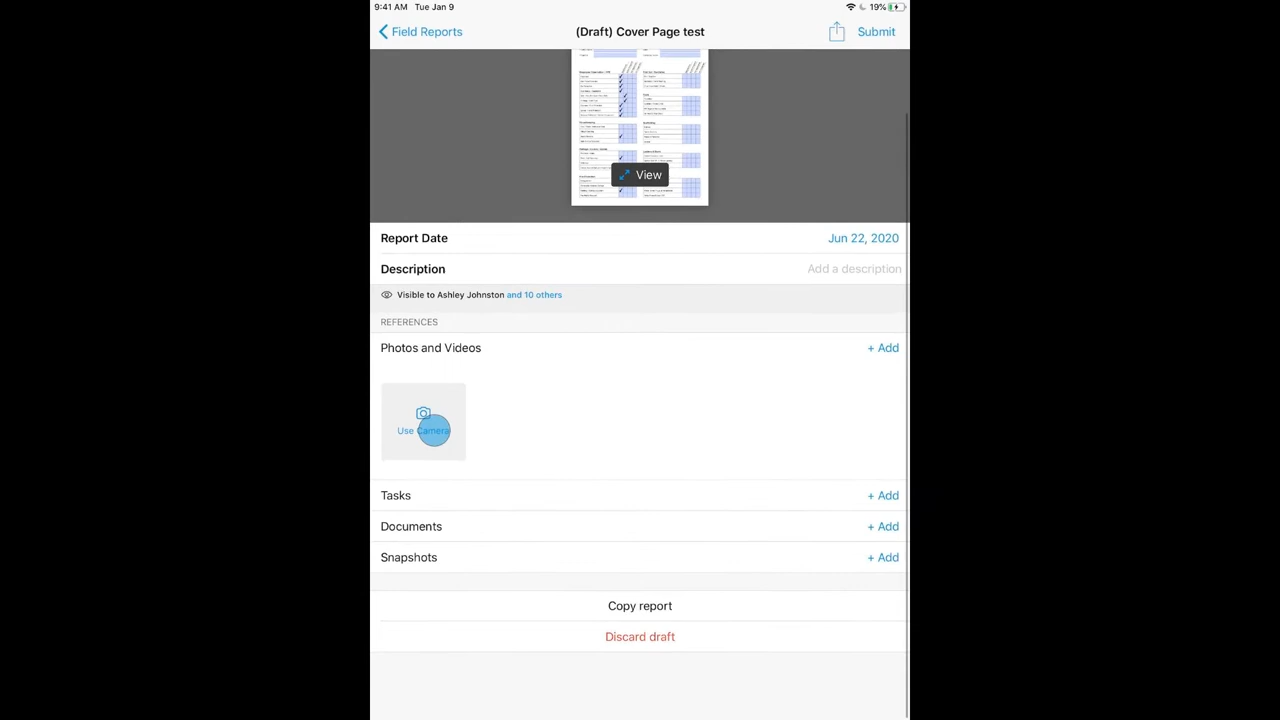 9:41 AM Tue Jan 9 19%
Field Reports (Draft) Cover Page test Submit
View
Report Date Jun 22, 2020
Description Add a description
Visible to Ashley Johnston and 10 others
REFERENCES
Photos and Videos + Add
Use Camera
Tasks + Add
Documents + Add
Snapshots + Add
Copy report
Discard draft